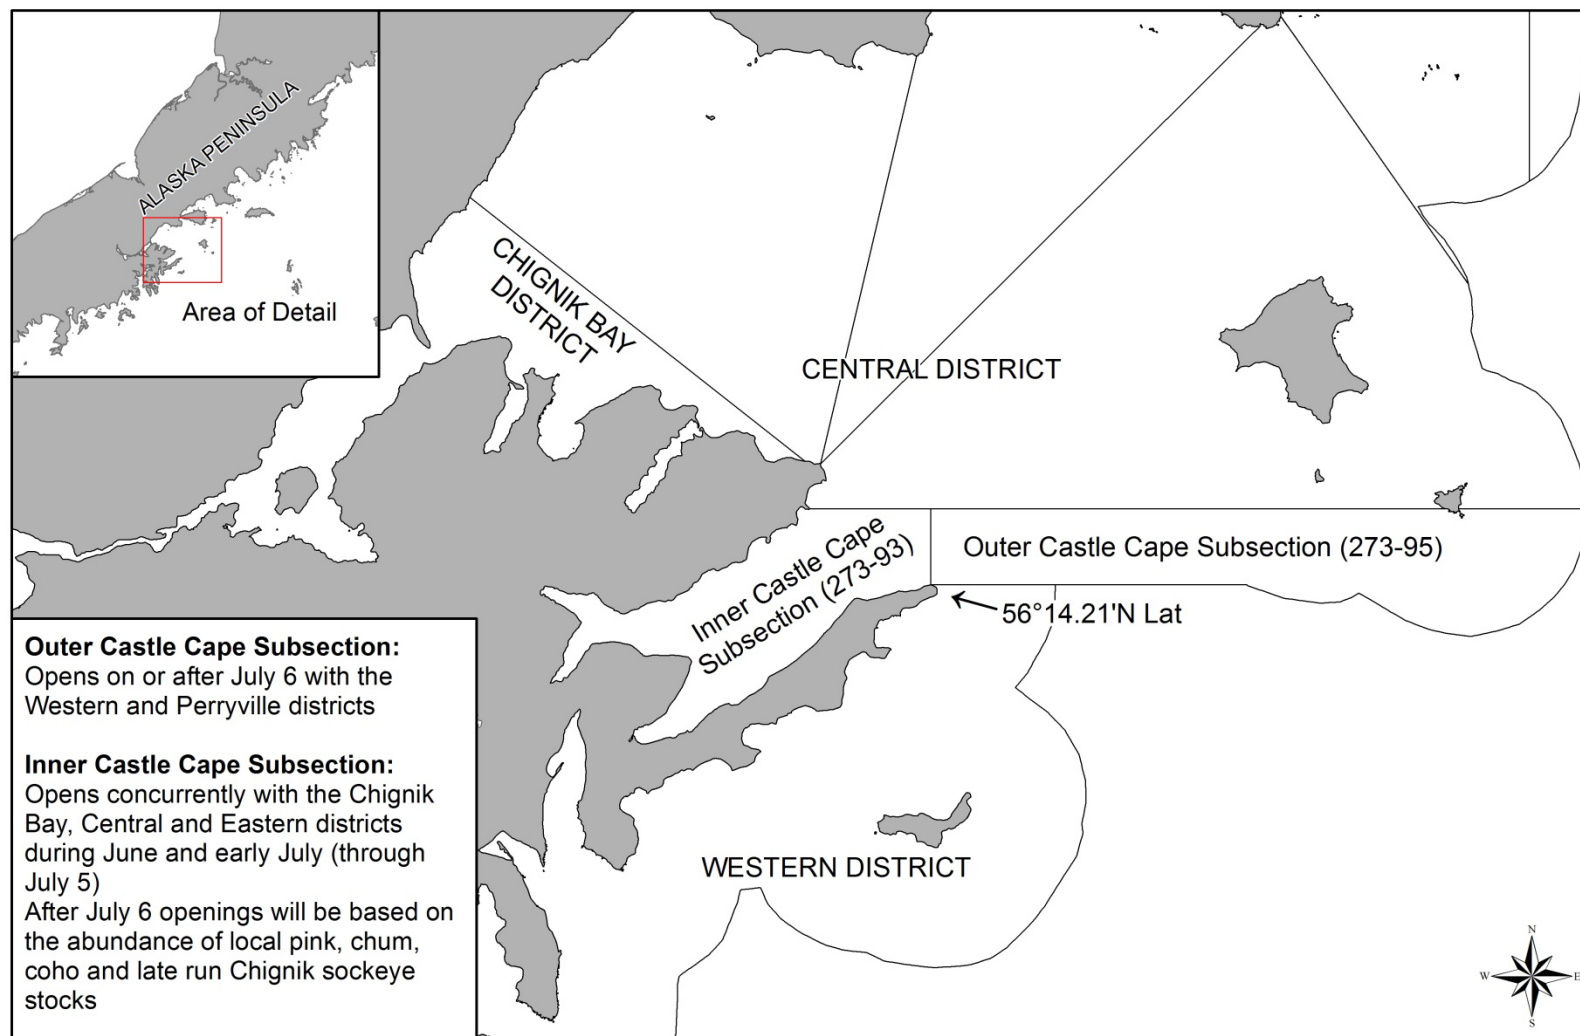 ALASKA PENINSULA
Area of Detail
CHIGNIK BAY
DISTRICT
CENTRAL DISTRICT
Inner Castle Cape
Subsection (273-93)
Outer Castle Cape Subsection (273-95)
56°14.21'N Lat
WESTERN DISTRICT
Outer Castle Cape Subsection:
Opens on or after July 6 with the
Western and Perryville districts
Inner Castle Cape Subsection:
Opens concurrently with the Chignik
Bay, Central and Eastern districts
during June and early July (through
July 5)
After July 6 openings will be based on
the abundance of local pink, chum,
coho and late run Chignik sockeye
stocks
N
W
E
S